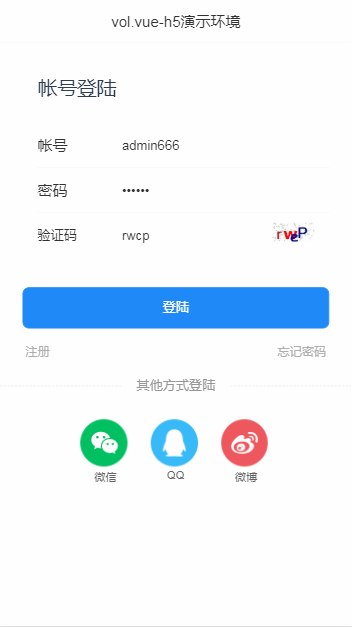 vol.vue-h5演示环境
帐号登陆
帐号 admin666
密码 ••••••
验证码 rwcp rwcP
登陆
注册 忘记密码
其他方式登陆
微信 QQ 微博